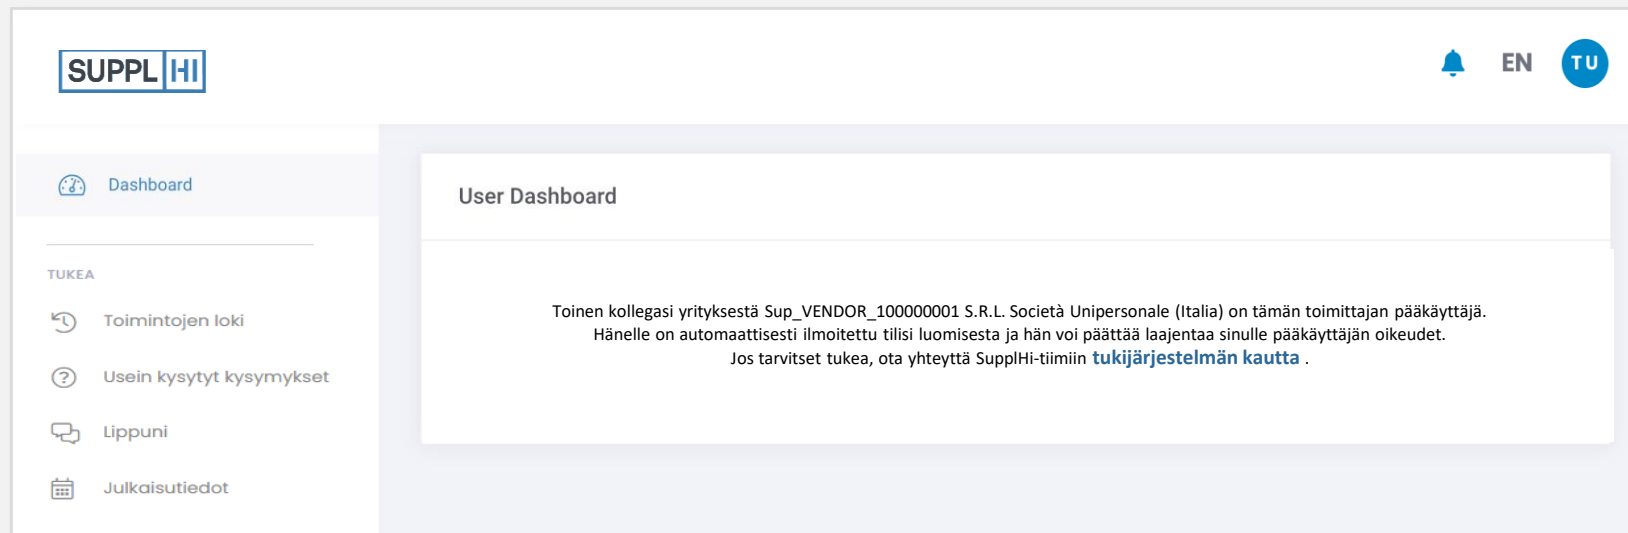 SUPPLHI
EN
TU
Dashboard
User Dashboard
TUKEA
Toimintojen loki
Usein kysytyt kysymykset
Lippuni
Julkaisutiedot
Toinen kollegasi yrityksestä Sup_VENDOR_100000001 S.R.L. Società Unipersonale (Italia) on tämän toimittajan pääkäyttäjä.
Hänelle on automaattisesti ilmoitettu tilisi luomisesta ja hän voi päättää laajentaa sinulle pääkäyttäjän oikeudet.
Jos tarvitset tukea, ota yhteyttä SupplHi-tiimiin tukijärjestelmän kautta .